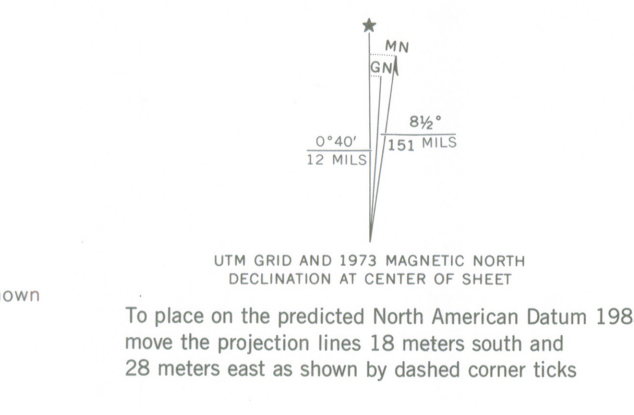 MN
GN
0°40′
12 MILS
8½°
151 MILS
UTM GRID AND 1973 MAGNETIC NORTH
DECLINATION AT CENTER OF SHEET
own
To place on the predicted North American Datum 198
move the projection lines 18 meters south and
28 meters east as shown by dashed corner ticks